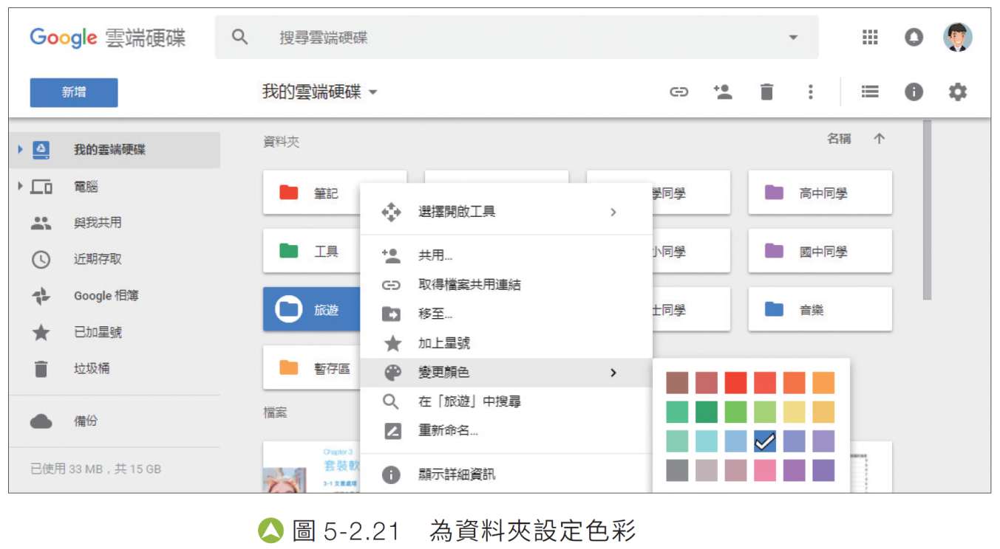 Google 雲端硬碟
搜尋雲端硬碟
新增
我的雲端硬碟
我的雲端硬碟
電腦
與我共用
近期存取
Google 相簿
已加星號
垃圾桶
備份
已使用 33 MB，共 15 GB
資料夾
名稱
筆記
學同學
高中同學
工具
小同學
國中同學
旅遊
士同學
音樂
暫存區
檔案
選擇開啟工具
共用...
取得檔案共用連結
移至...
加上星號
變更顏色
在「旅遊」中搜尋
重新命名...
顯示詳細資訊
Chapter 3
套裝軟
3-1 文書處理
圖 5-2.21 為資料夾設定色彩